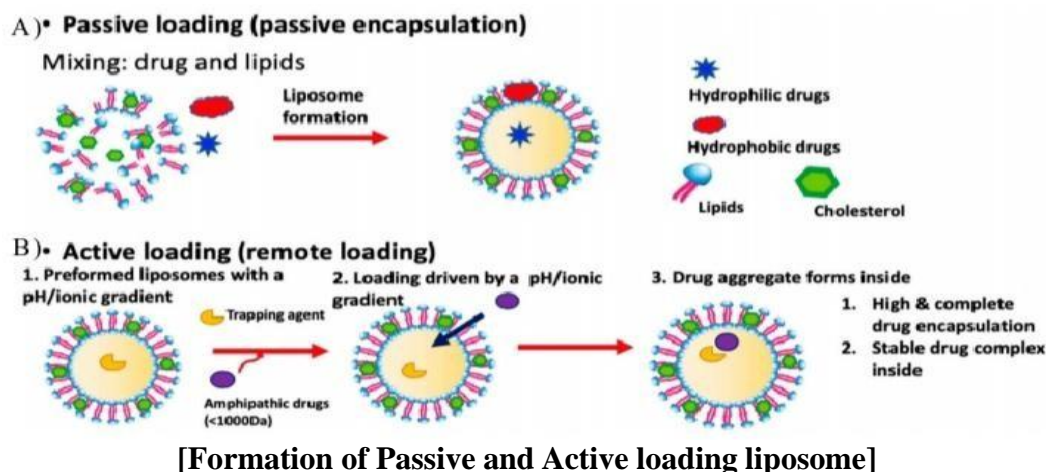 A)• Passive loading (passive encapsulation)
Mixing: drug and lipids
Liposome
formation
Hydrophilic drugs
Hydrophobic drugs
Lipids
Cholesterol
B)• Active loading (remote loading)
1. Preformed liposomes with a
pH/ionic gradient
Trapping agent
Amphipathic drugs
(<1000Da)
2. Loading driven by a pH/ionic
gradient
3. Drug aggregate forms inside
1. High & complete
drug encapsulation
2. Stable drug complex
inside
[Formation of Passive and Active loading liposome]